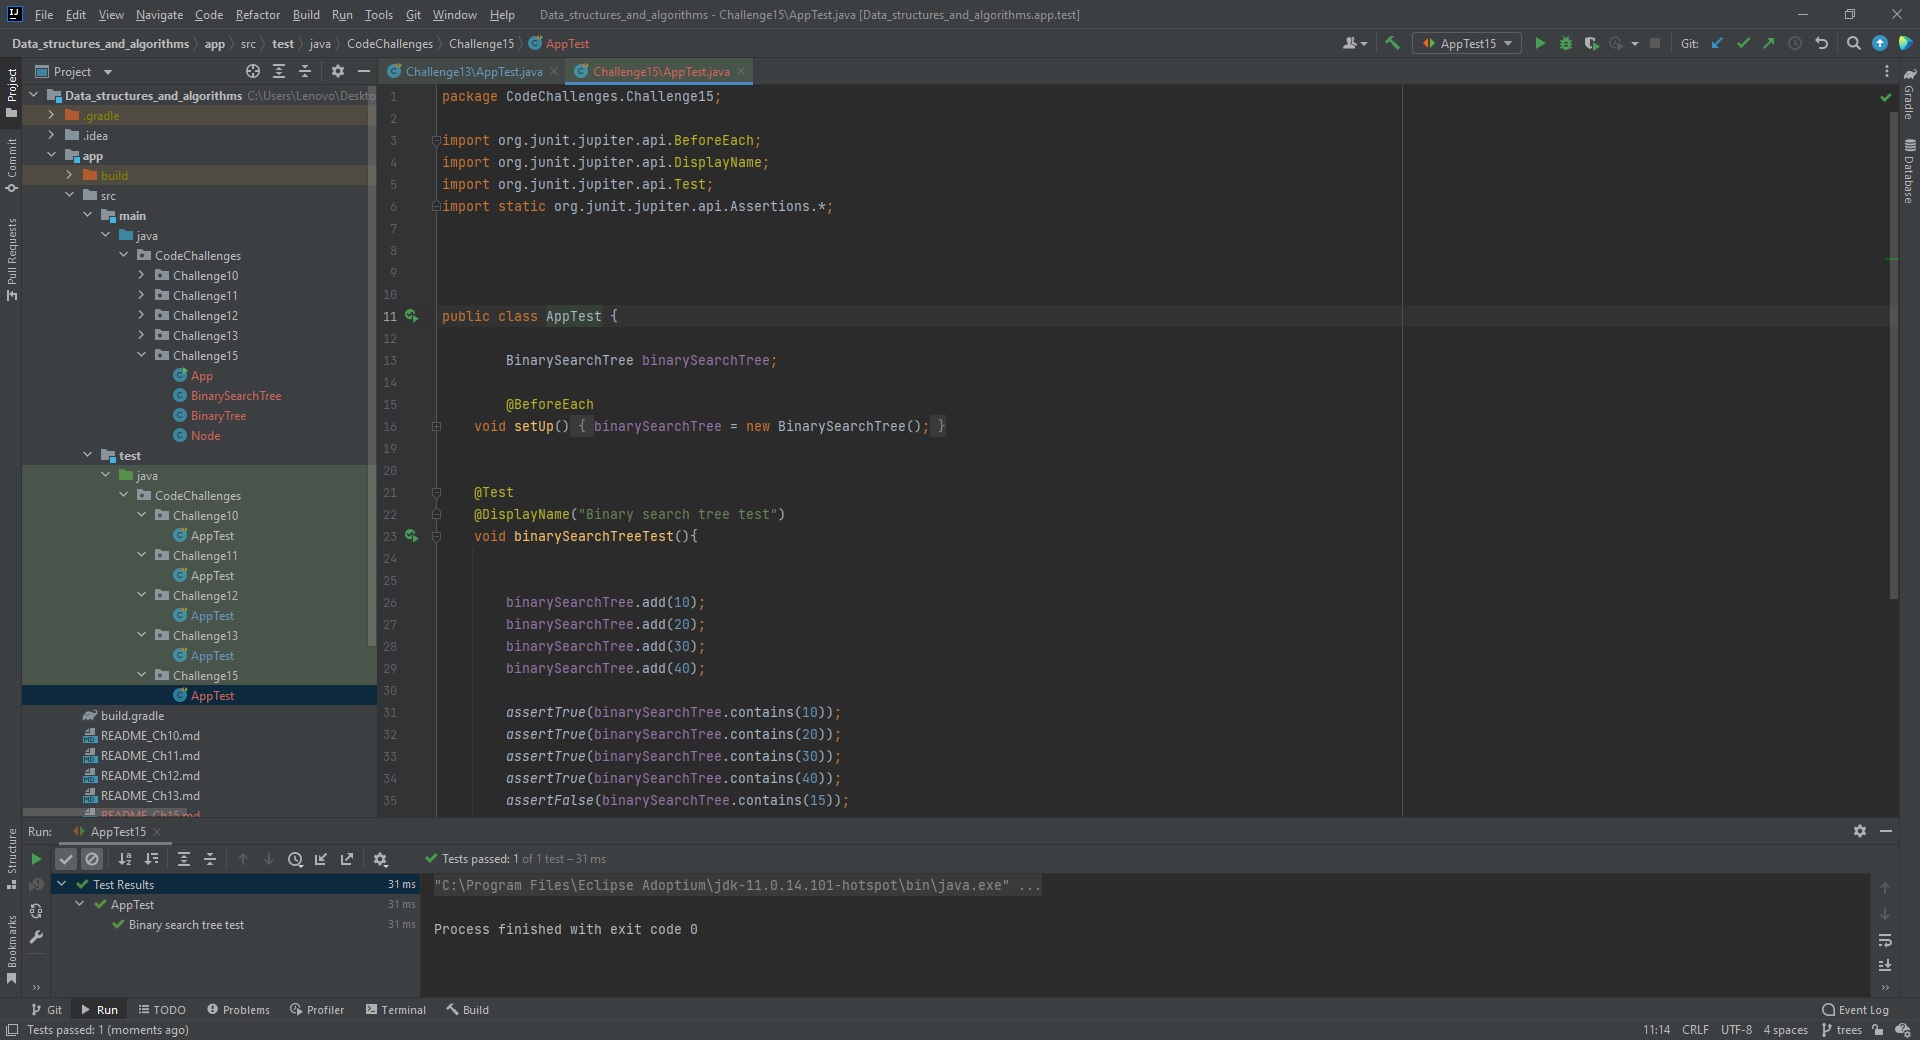 File Edit View Navigate Code Refactor Build Run Tools Git Window Help Data_structures_and_algorithms - Challenge15\AppTest.java [Data_structures_and_algorithms.app.test]
Data_structures_and_algorithms app src test java CodeChallenges Challenge15 AppTest
AppTest15 Git:
Project
Challenge13\AppTest.java Challenge15\AppTest.java
Project
Commit
Pull Requests
Structure
Bookmarks
Data_structures_and_algorithms C:\Users\Lenovo\Deskto
.gradle
.idea
app
build
src
main
java
CodeChallenges
Challenge10
Challenge11
Challenge12
Challenge13
Challenge15
App
BinarySearchTree
BinaryTree
Node
test
java
CodeChallenges
Challenge10
AppTest
Challenge11
AppTest
Challenge12
AppTest
Challenge13
AppTest
Challenge15
AppTest
build.gradle
README_Ch10.md
README_Ch11.md
README_Ch12.md
README_Ch13.md
README_Ch15.md
1 package CodeChallenges.Challenge15;
2
3 import org.junit.jupiter.api.BeforeEach;
4 import org.junit.jupiter.api.DisplayName;
5 import org.junit.jupiter.api.Test;
6 import static org.junit.jupiter.api.Assertions.*;
7
8
9
10
11 public class AppTest {
12
13 BinarySearchTree binarySearchTree;
14
15 @BeforeEach
16 void setUp() { binarySearchTree = new BinarySearchTree(); }
19
20
21 @Test
22 @DisplayName("Binary search tree test")
23 void binarySearchTreeTest(){
24
25
26 binarySearchTree.add(10);
27 binarySearchTree.add(20);
28 binarySearchTree.add(30);
29 binarySearchTree.add(40);
30
31 assertTrue(binarySearchTree.contains(10));
32 assertTrue(binarySearchTree.contains(20));
33 assertTrue(binarySearchTree.contains(30));
34 assertTrue(binarySearchTree.contains(40));
35 assertFalse(binarySearchTree.contains(15));
Gradle
Database
Run: AppTest15
Tests passed: 1 of 1 test – 31 ms
Test Results 31 ms
AppTest 31 ms
Binary search tree test 31 ms
"C:\Program Files\Eclipse Adoptium\jdk-11.0.14.101-hotspot\bin\java.exe" ...
Process finished with exit code 0
Git Run TODO Problems Profiler Terminal Build Event Log
Tests passed: 1 (moments ago) 11:14 CRLF UTF-8 4 spaces trees